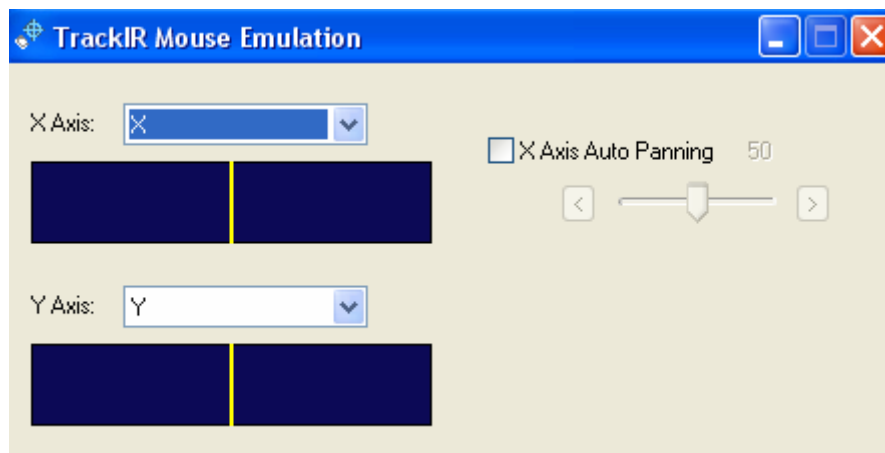 TrackIR Mouse Emulation
X Axis: X
X Axis Auto Panning 50
< >
Y Axis: Y